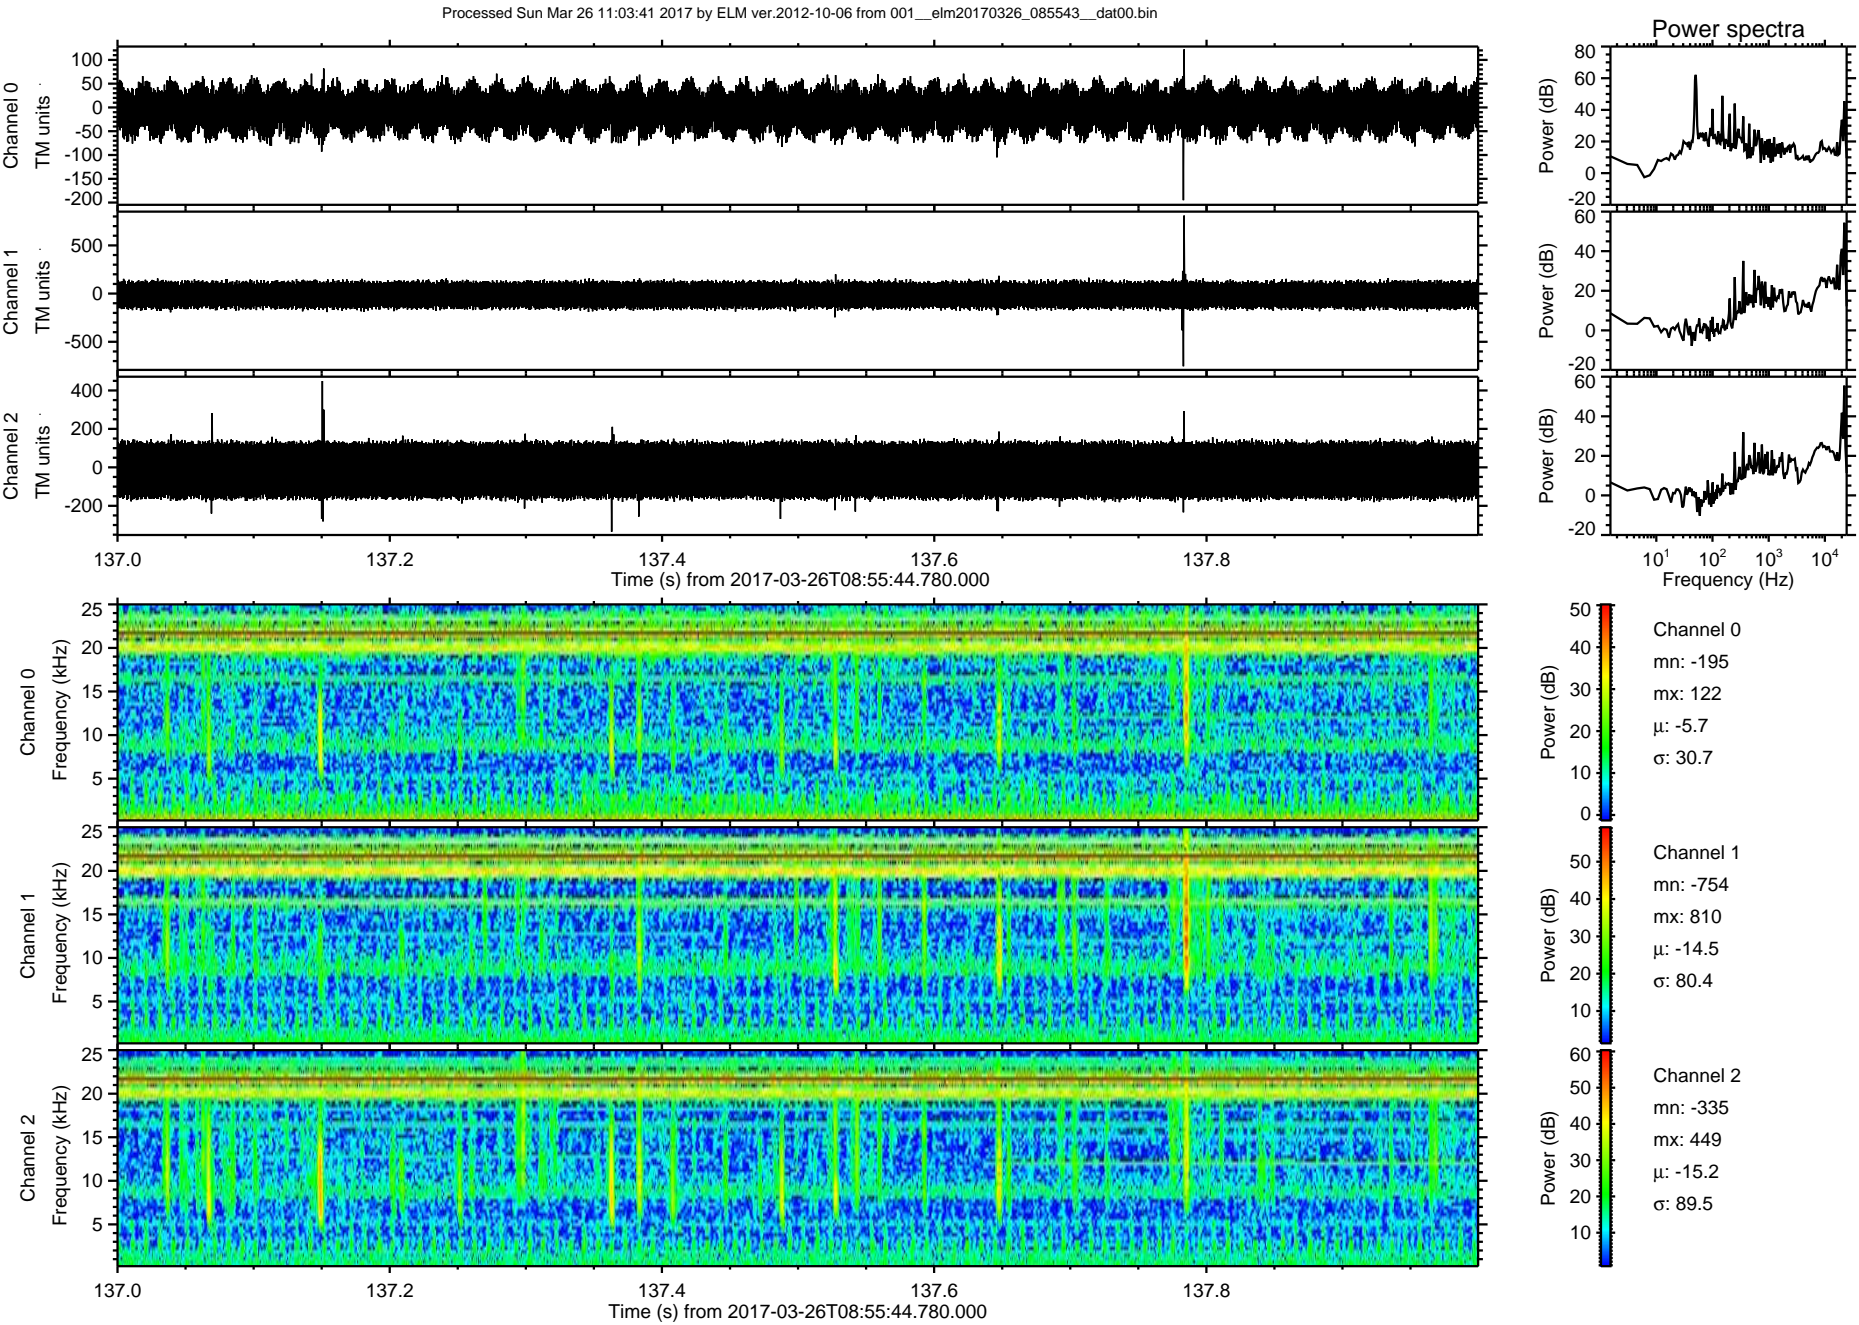 Processed Sun Mar 26 11:03:41 2017 by ELM ver.2012-10-06 from 001__elm20170326_085543__dat00.bin
Power spectra
Channel 0
TM units
100
50
0
-50
-100
-150
-200
Power (dB)
80
60
40
20
0
-20
Channel 1
TM units
500
0
-500
Power (dB)
60
40
20
0
-20
Channel 2
TM units
400
200
0
-200
Power (dB)
60
40
20
0
-20
137.0 137.2 137.4 137.6 137.8
Time (s) from 2017-03-26T08:55:44.780.000
10^1 10^2 10^3 10^4
Frequency (Hz)
Channel 0
Frequency (kHz)
25
20
15
10
5
Power (dB)
50
40
30
20
10
0
Channel 0
mn: -195
mx: 122
μ: -5.7
σ: 30.7
Channel 1
Frequency (kHz)
25
20
15
10
5
Power (dB)
50
40
30
20
10
Channel 1
mn: -754
mx: 810
μ: -14.5
σ: 80.4
Channel 2
Frequency (kHz)
25
20
15
10
5
Power (dB)
60
50
40
30
20
10
Channel 2
mn: -335
mx: 449
μ: -15.2
σ: 89.5
137.0 137.2 137.4 137.6 137.8
Time (s) from 2017-03-26T08:55:44.780.000